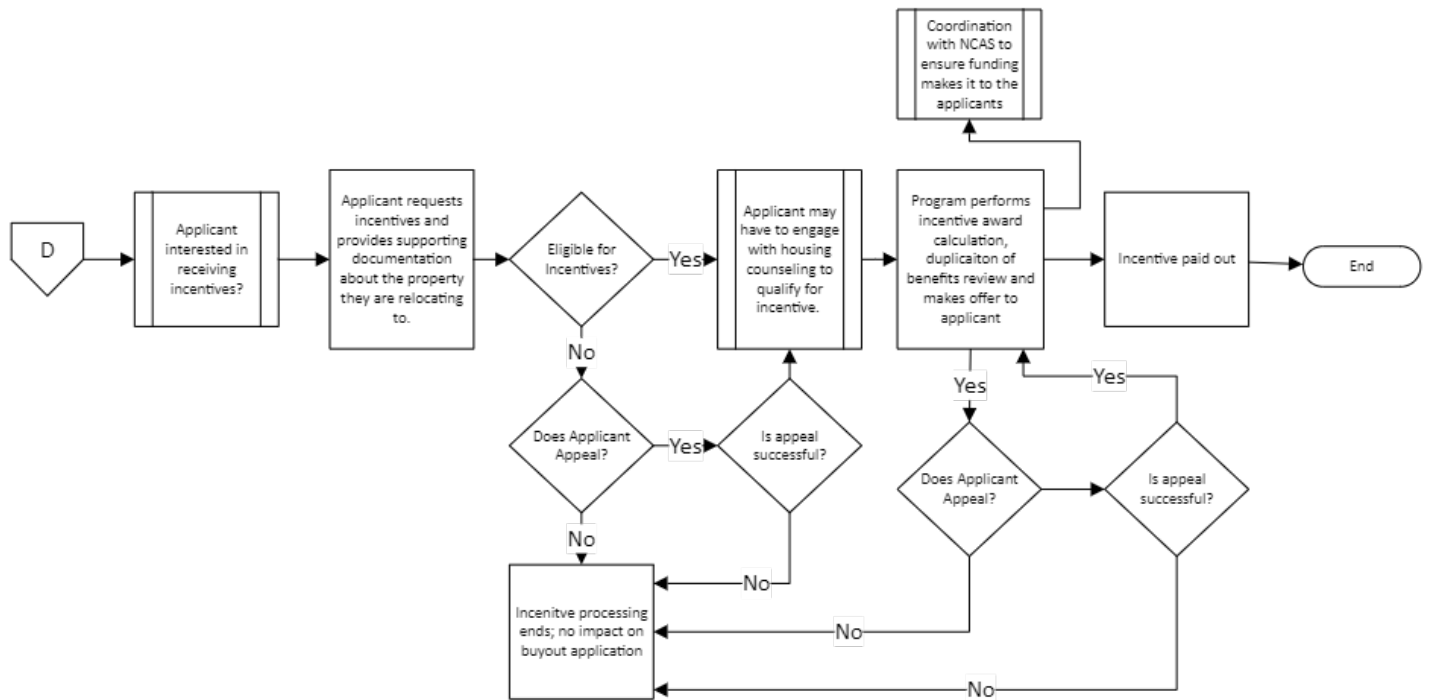 Coordination
with NCAS to
ensure funding
makes it to the
applicants
D
Applicant
interested in
receiving
incentives?
Applicant requests
incentives and
provides supporting
documentation
about the property
they are relocating
to.
Eligible for
Incentives?
Yes
Applicant may
have to engage
with housing
counseling to
qualify for
incentive.
Program performs
incentive award
calculation,
duplicaiton of
benefits review and
makes offer to
applicant
Incentive paid out
End
No
Does Applicant
Appeal?
Yes
Is appeal
successful?
Yes
Yes
Does Applicant
Appeal?
Is appeal
successful?
No
No
Incenitve processing
ends; no impact on
buyout application
No
No